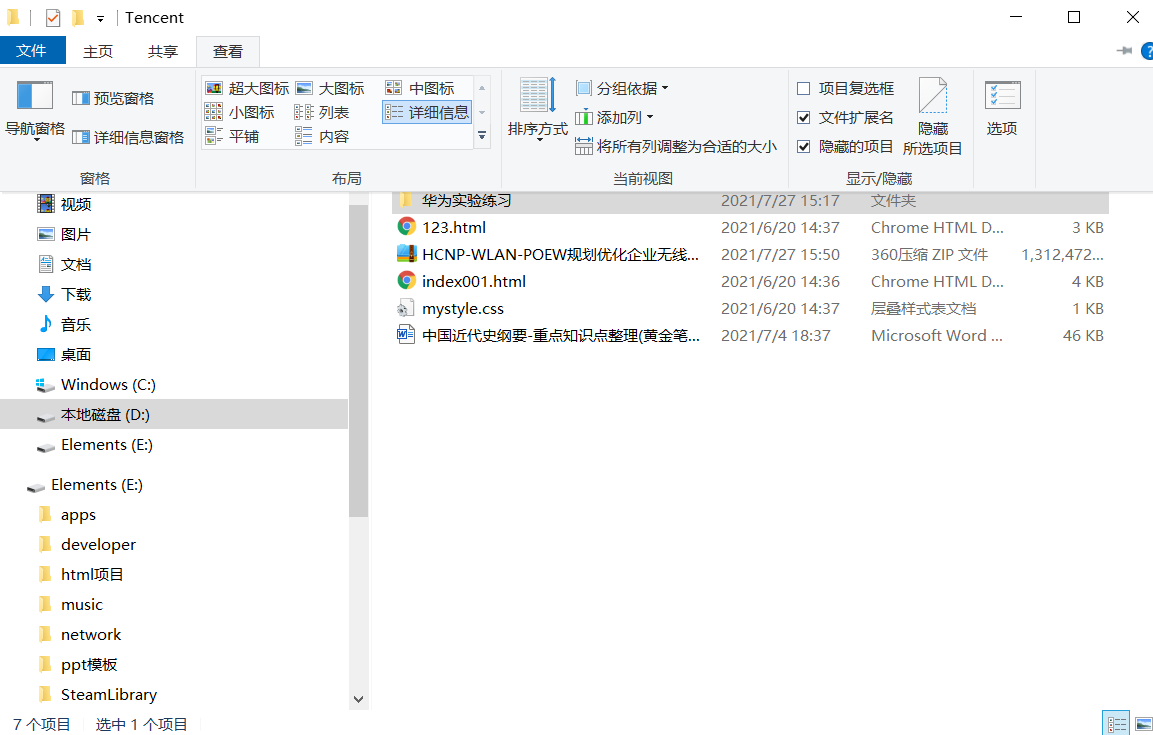 Tencent
文件 主页 共享 查看
导航窗格
预览窗格
详细信息窗格
窗格
超大图标 大图标 中图标
小图标 列表 详细信息
平铺 内容
布局
排序方式
分组依据
添加列
将所有列调整为合适的大小
当前视图
项目复选框
文件扩展名
隐藏的项目
隐藏
所选项目
显示/隐藏
选项
视频
图片
文档
下载
音乐
桌面
Windows (C:)
本地磁盘 (D:)
Elements (E:)
Elements (E:)
apps
developer
html项目
music
network
ppt模板
SteamLibrary
华为实验练习 2021/7/27 15:17 文件夹
123.html 2021/6/20 14:37 Chrome HTML D... 3 KB
HCNP-WLAN-POEW规划优化企业无线... 2021/7/27 15:50 360压缩 ZIP 文件 1,312,472...
index001.html 2021/6/20 14:36 Chrome HTML D... 4 KB
mystyle.css 2021/6/20 14:37 层叠样式表文档 1 KB
中国近代史纲要-重点知识点整理(黄金笔... 2021/7/4 18:37 Microsoft Word ... 46 KB
7 个项目 选中 1 个项目